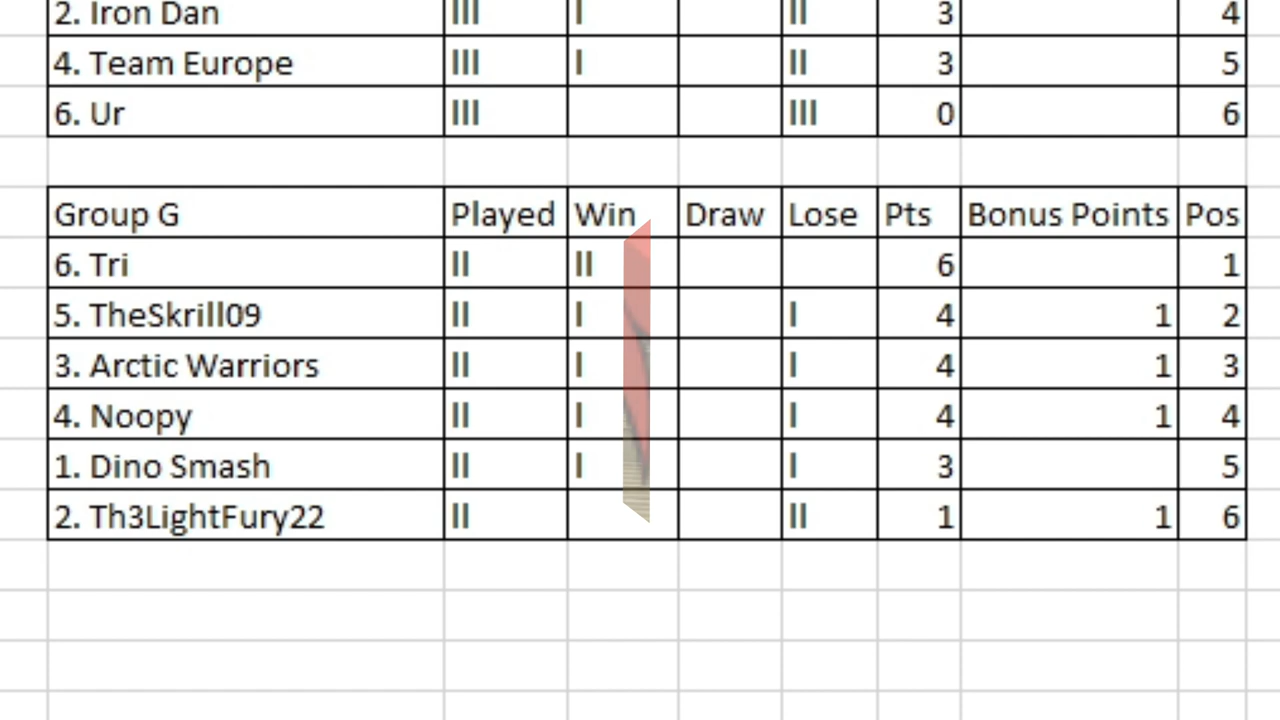 2. Iron Dan III I II 3 4
4. Team Europe III I II 3 5
6. Ur III III 0 6
Group G Played Win Draw Lose Pts Bonus Points Pos
6. Tri II II 6 1
5. TheSkrill09 II I I 4 1 2
3. Arctic Warriors II I I 4 1 3
4. Noopy II I I 4 1 4
1. Dino Smash II I I 3 5
2. Th3LightFury22 II II 1 1 6